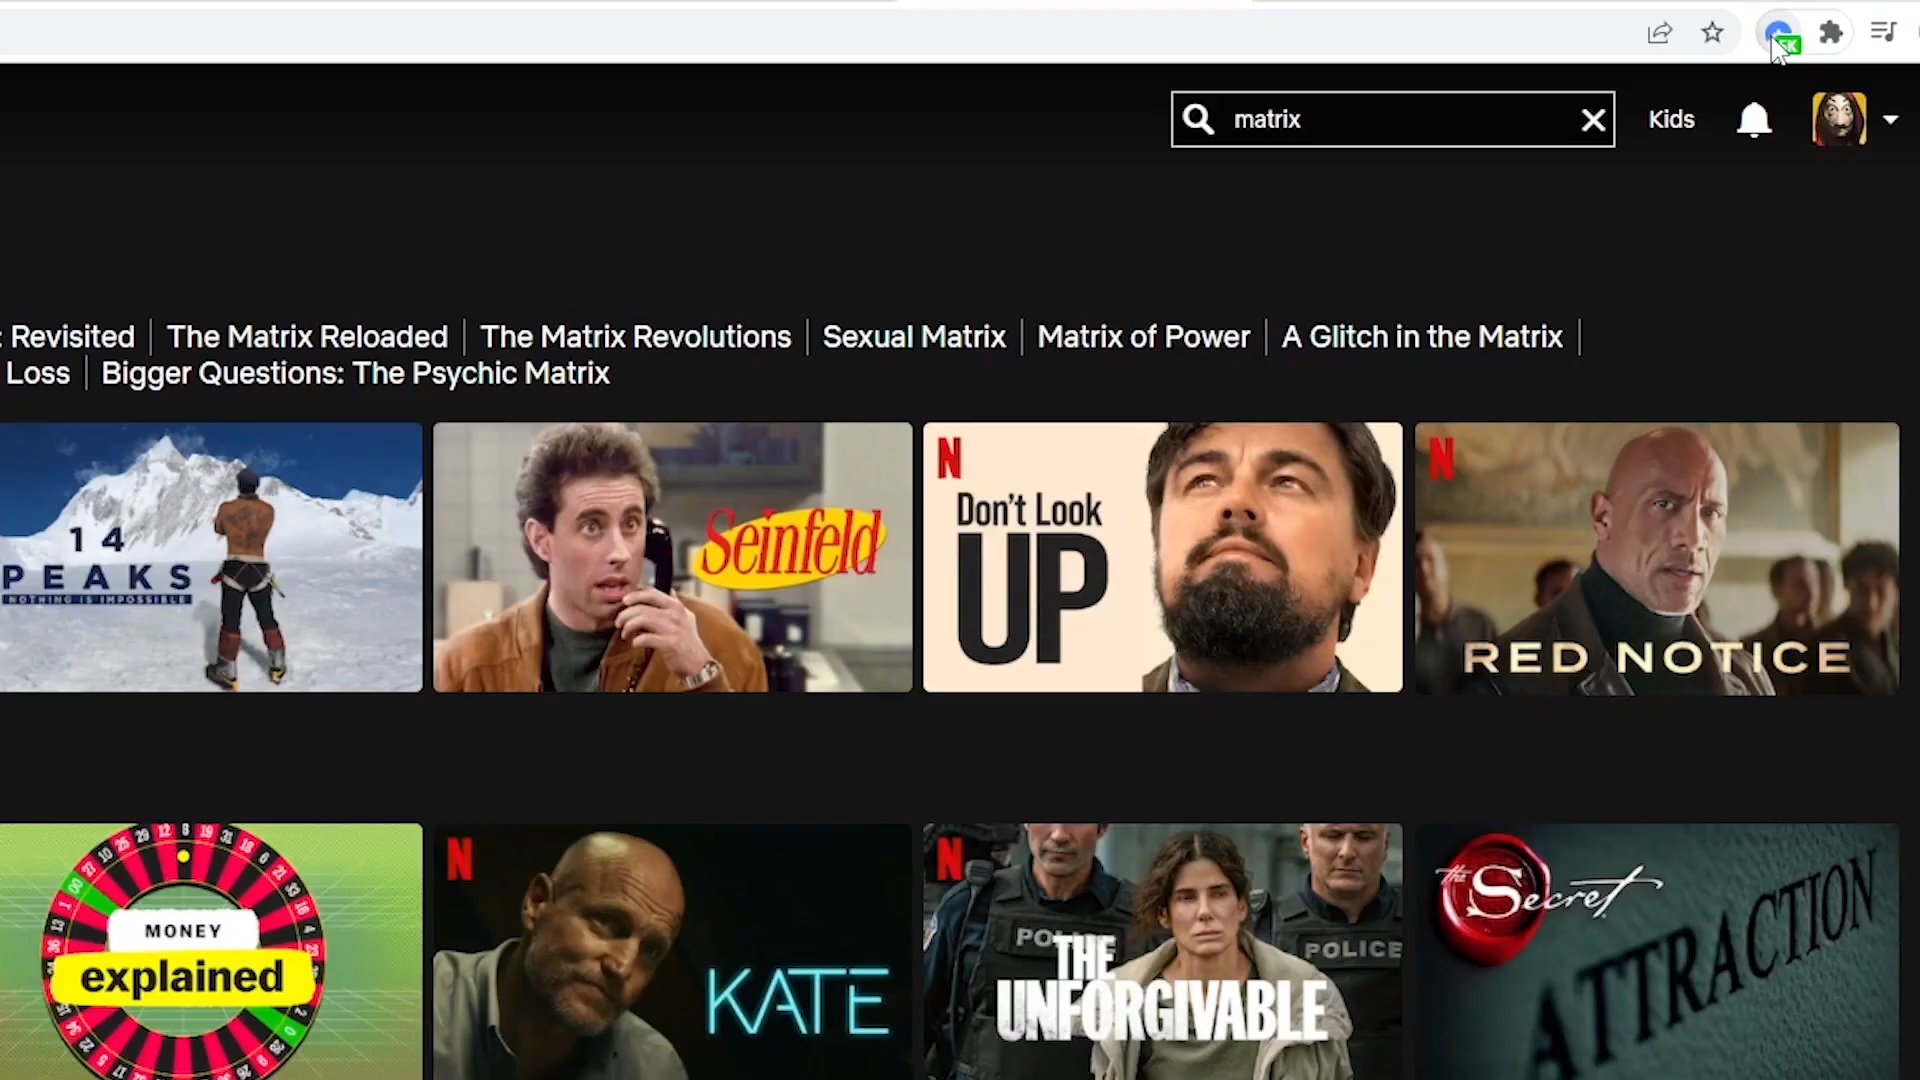 matrix
Kids
: Revisited | The Matrix Reloaded | The Matrix Revolutions | Sexual Matrix | Matrix of Power | A Glitch in the Matrix |
Loss | Bigger Questions: The Psychic Matrix
14
PEAKS
NOTHING IS IMPOSSIBLE
Seinfeld
N
Don't Look
UP
N
RED NOTICE
MONEY
explained
N
KATE
N
POLICE
THE
UNFORGIVABLE
the Secret
ATTRACTION